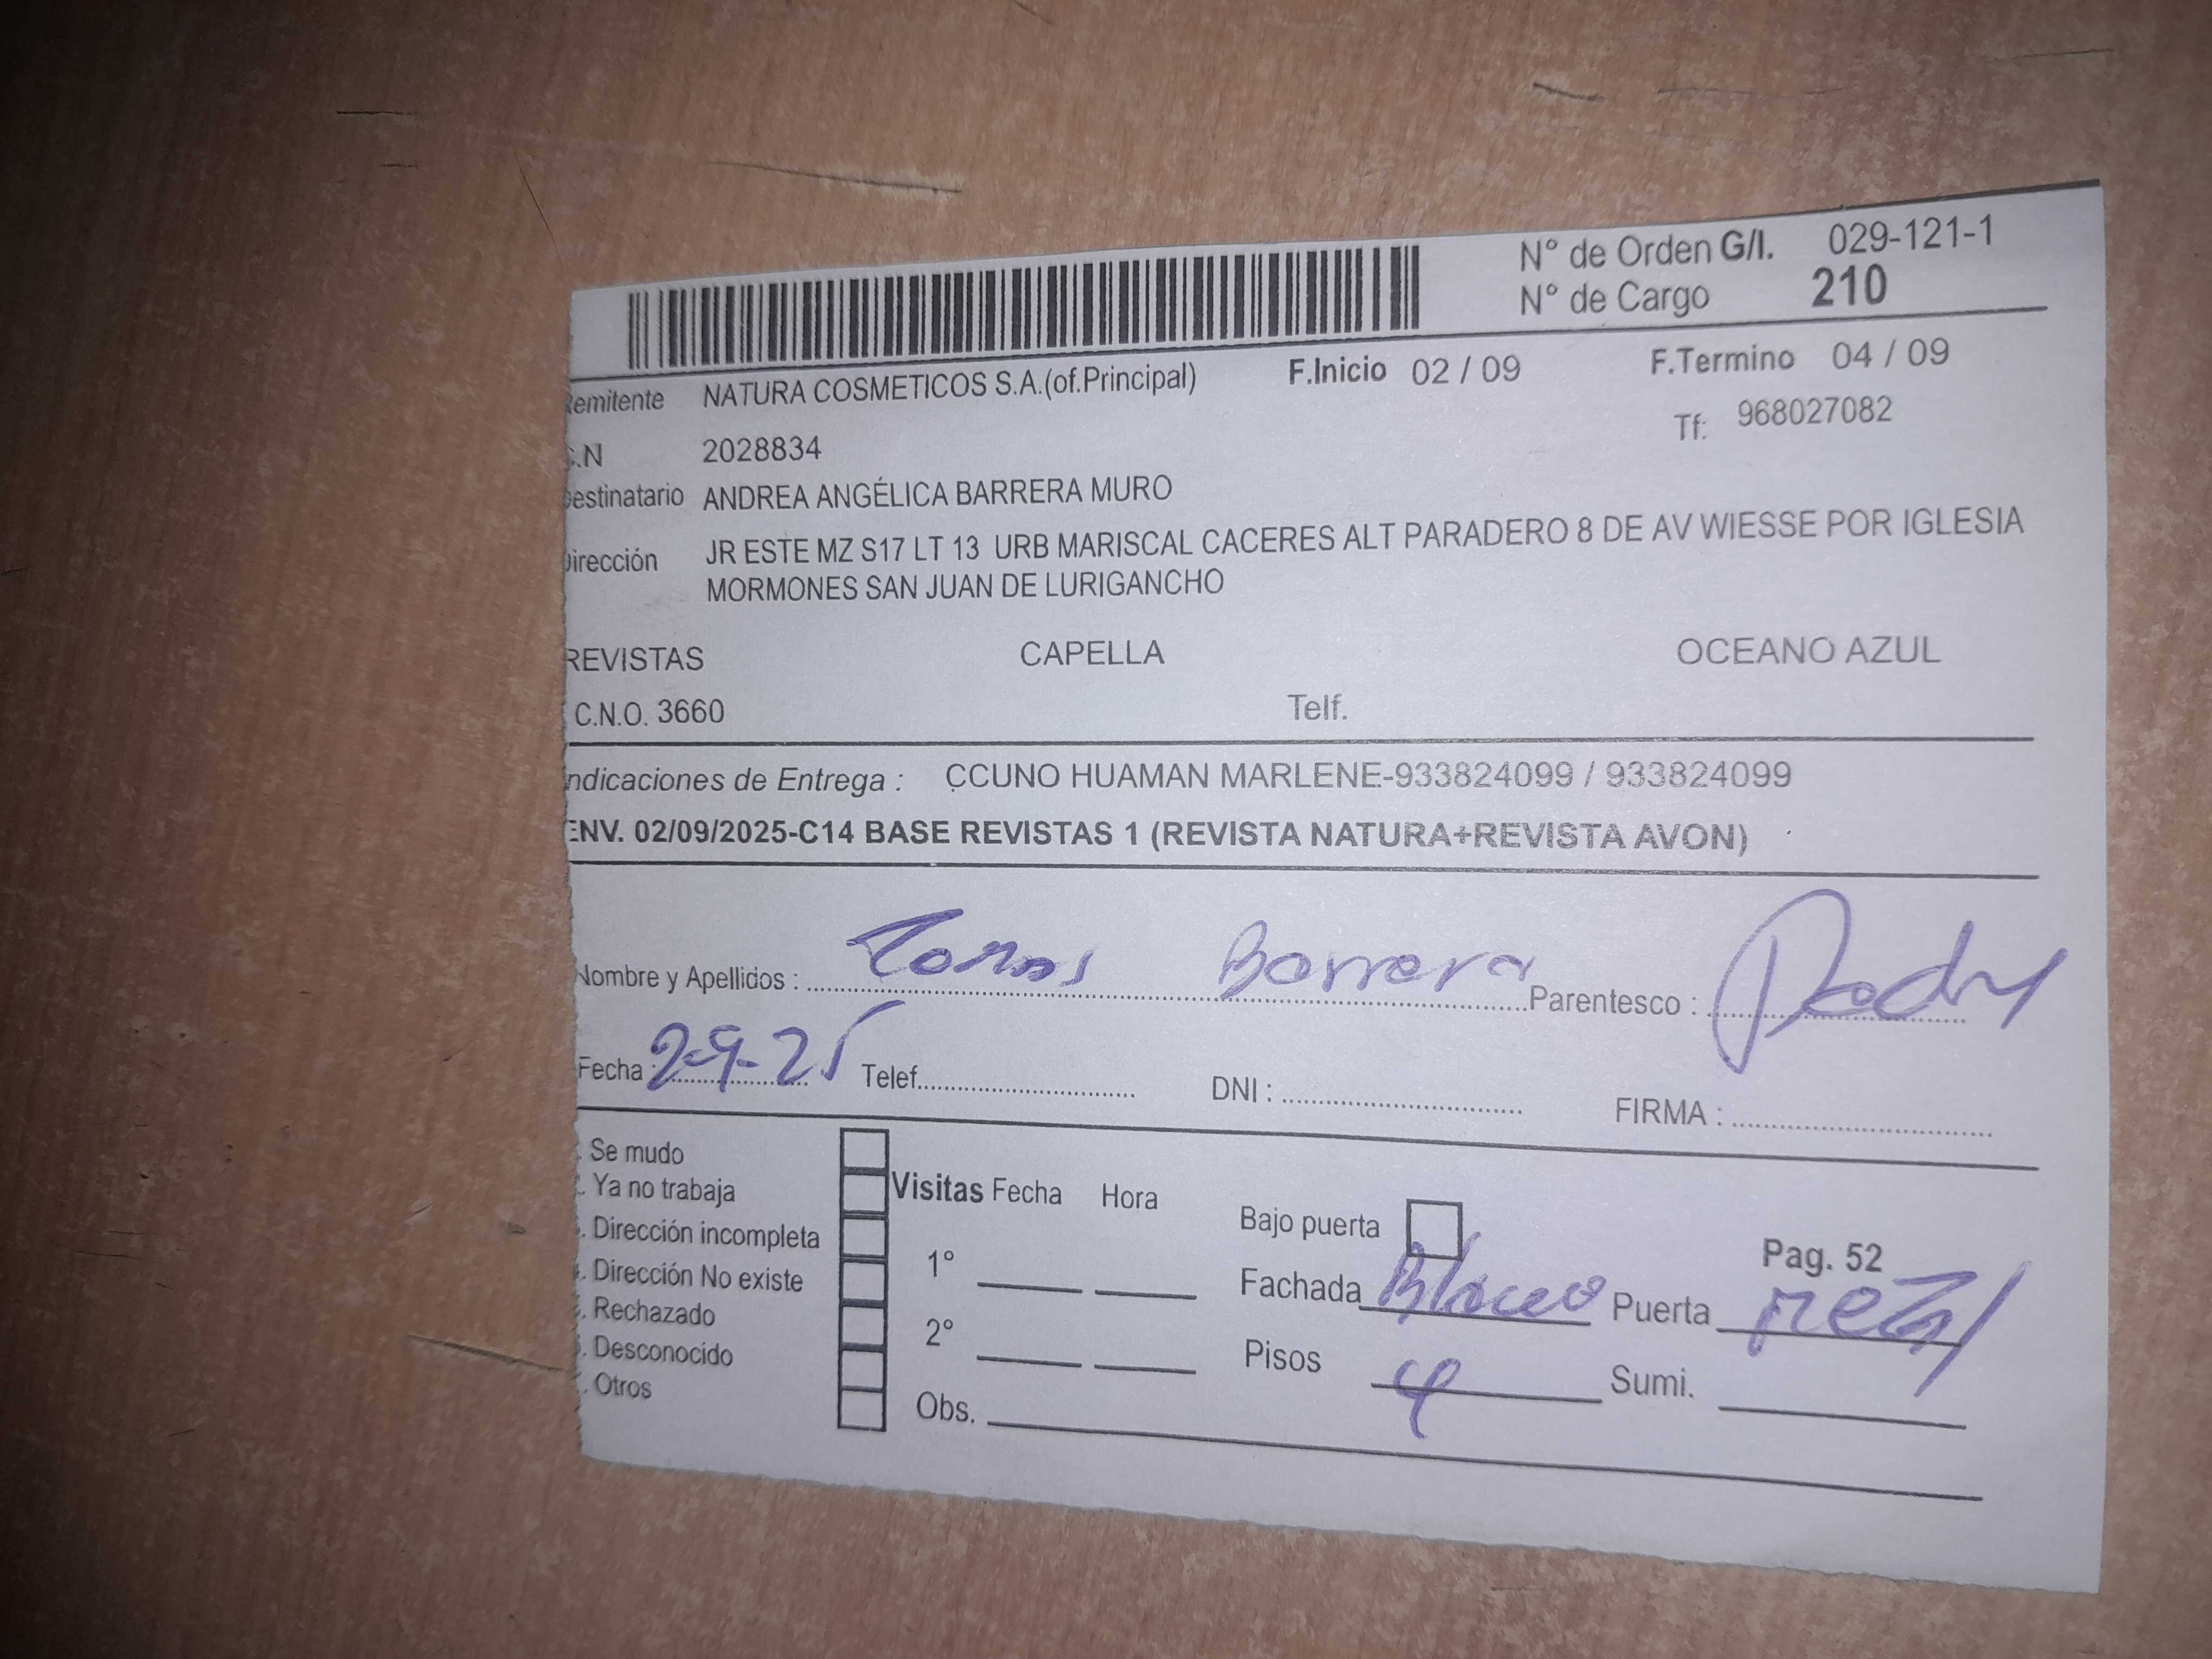 N° de Orden G/I. 029-121-1
N° de Cargo 210
Remitente NATURA COSMETICOS S.A.(of.Principal) F.Inicio 02 / 09 F.Termino 04 / 09
.N 2028834 Tf: 968027082
Destinatario ANDREA ANGÉLICA BARRERA MURO
Dirección JR ESTE MZ S17 LT 13 URB MARISCAL CACERES ALT PARADERO 8 DE AV WIESSE POR IGLESIA
MORMONES SAN JUAN DE LURIGANCHO
REVISTAS CAPELLA OCEANO AZUL
C.N.O. 3660 Telf.
Indicaciones de Entrega : CCUNO HUAMAN MARLENE-933824099 / 933824099
ENV. 02/09/2025-C14 BASE REVISTAS 1 (REVISTA NATURA+REVISTA AVON)
Nombre y Apellidos : Barrera Parentesco : Padre
Fecha : 2-9-25 Telef. DNI : FIRMA :
. Se mudo
. Ya no trabaja Visitas Fecha Hora
. Dirección incompleta Bajo puerta Pag. 52
. Dirección No existe 1° Fachada Blanco Puerta metal
. Rechazado
. Desconocido 2° Pisos 4 Sumi.
. Otros Obs.